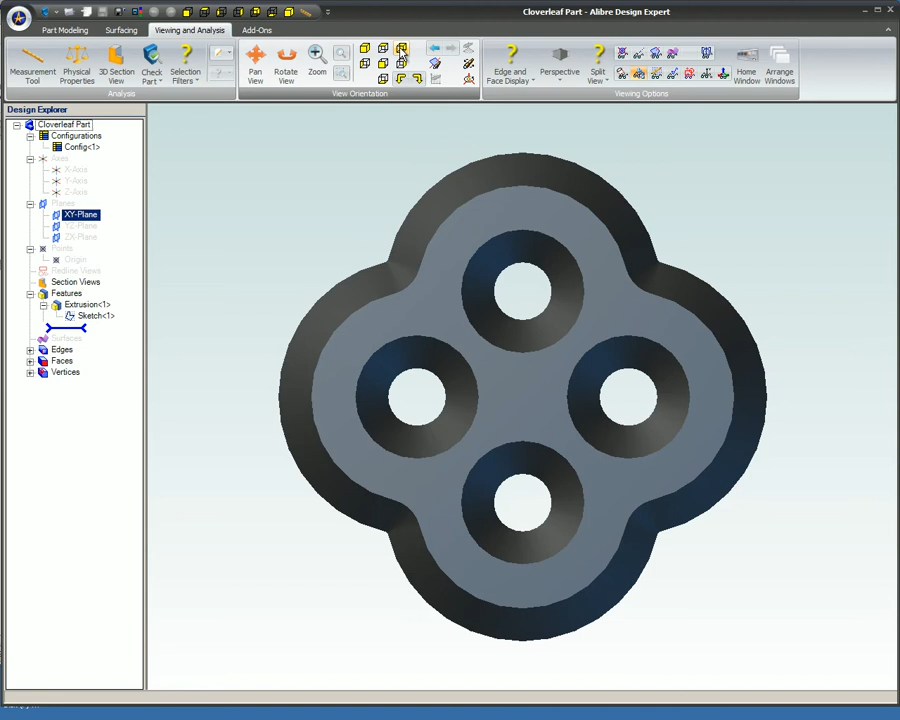 Cloverleaf Part - Alibre Design Expert
Part Modeling Surfacing Viewing and Analysis Add-Ons
Measurement Tool
Physical Properties
3D Section View
Check Part
Selection Filters
Pan View
Rotate View
Zoom
Edge and Face Display
Perspective
Split View
Home Window
Arrange Windows
Analysis View Orientation Viewing Options
Design Explorer
Cloverleaf Part
Configurations
Config<1>
Axes
X-Axis
Y-Axis
Z-Axis
Planes
XY-Plane
YZ-Plane
ZX-Plane
Points
Origin
Redline Views
Section Views
Features
Extrusion<1>
Sketch<1>
Surfaces
Edges
Faces
Vertices